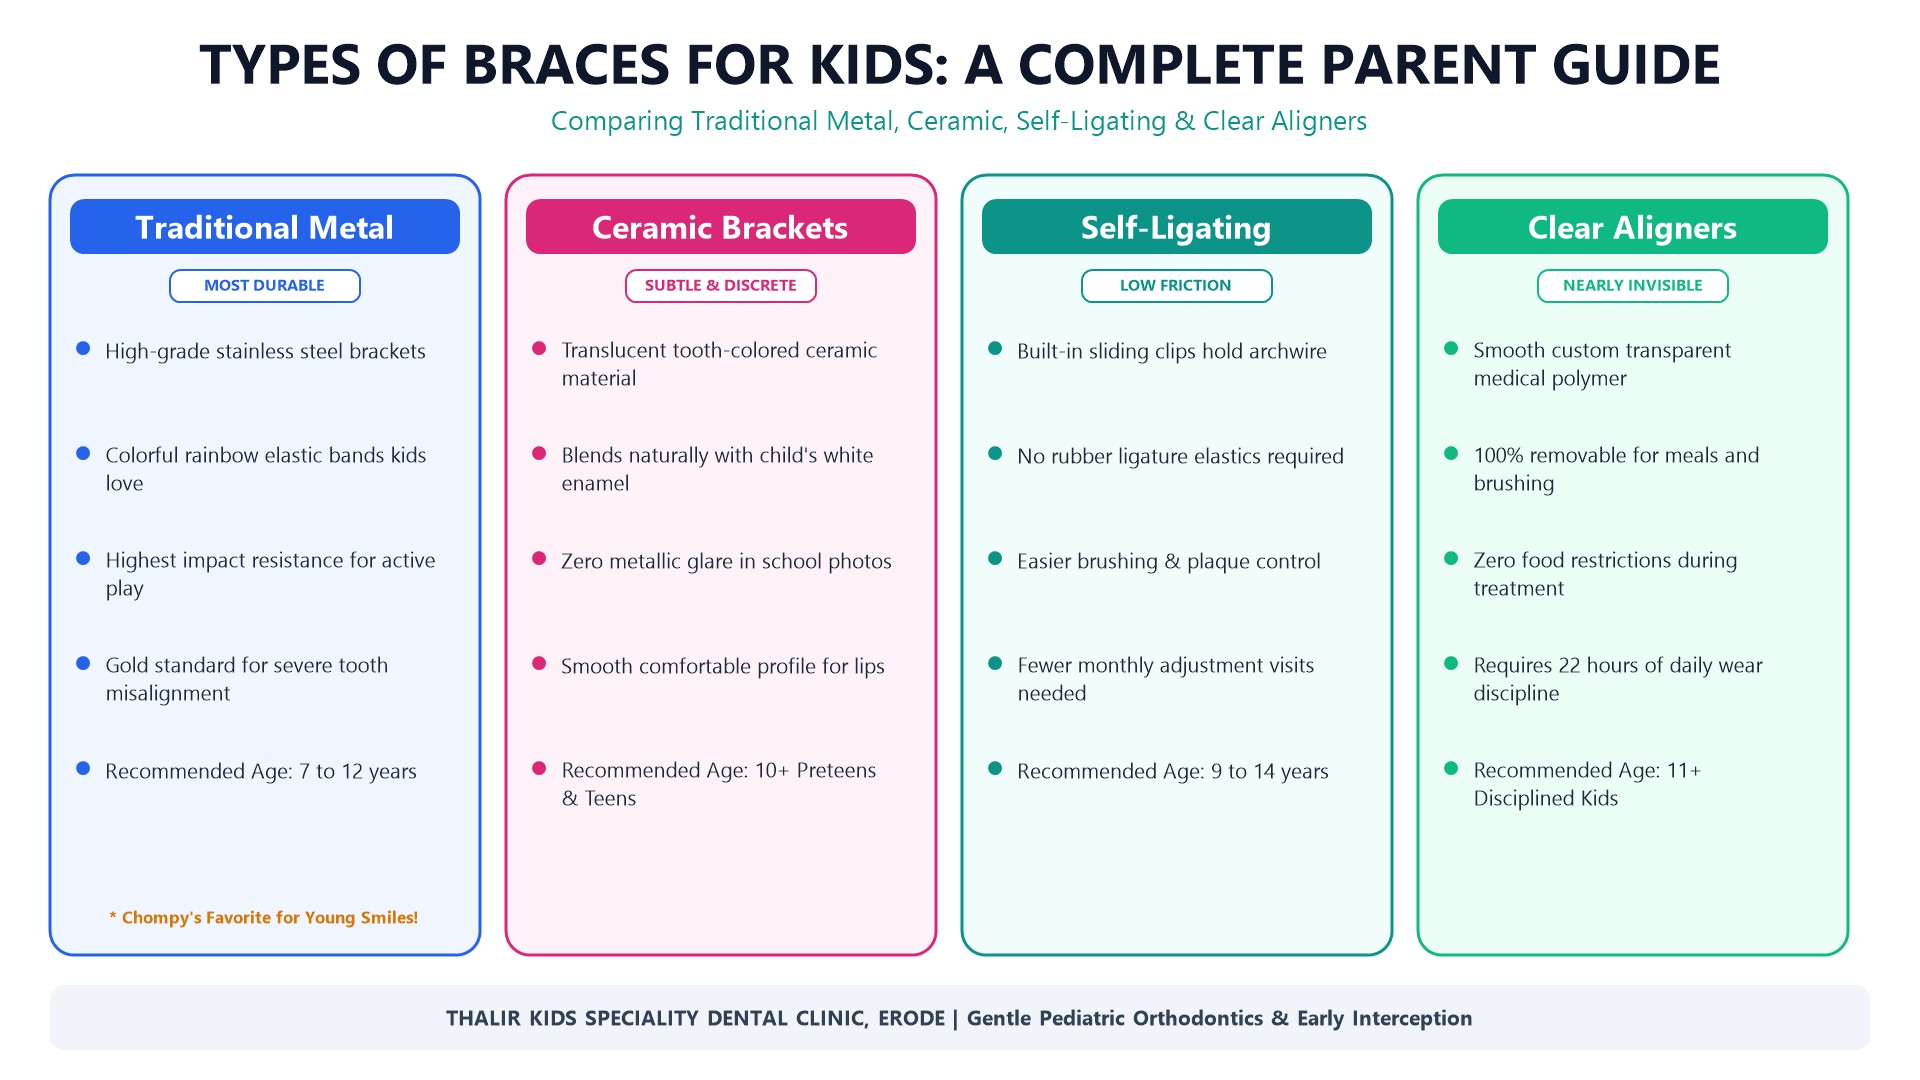 TYPES OF BRACES FOR KIDS: A COMPLETE PARENT GUIDE
Comparing Traditional Metal, Ceramic, Self-Ligating & Clear Aligners
Traditional Metal
MOST DURABLE
High-grade stainless steel brackets
Colorful rainbow elastic bands kids
love
Highest impact resistance for active
play
Gold standard for severe tooth
misalignment
Recommended Age: 7 to 12 years
* Chompy's Favorite for Young Smiles!
Ceramic Brackets
SUBTLE & DISCRETE
Translucent tooth-colored ceramic
material
Blends naturally with child's white
enamel
Zero metallic glare in school photos
Smooth comfortable profile for lips
Recommended Age: 10+ Preteens
& Teens
Self-Ligating
LOW FRICTION
Built-in sliding clips hold archwire
No rubber ligature elastics required
Easier brushing & plaque control
Fewer monthly adjustment visits
needed
Recommended Age: 9 to 14 years
Clear Aligners
NEARLY INVISIBLE
Smooth custom transparent
medical polymer
100% removable for meals and
brushing
Zero food restrictions during
treatment
Requires 22 hours of daily wear
discipline
Recommended Age: 11+
Disciplined Kids
THALIR KIDS SPECIALITY DENTAL CLINIC, ERODE | Gentle Pediatric Orthodontics & Early Interception